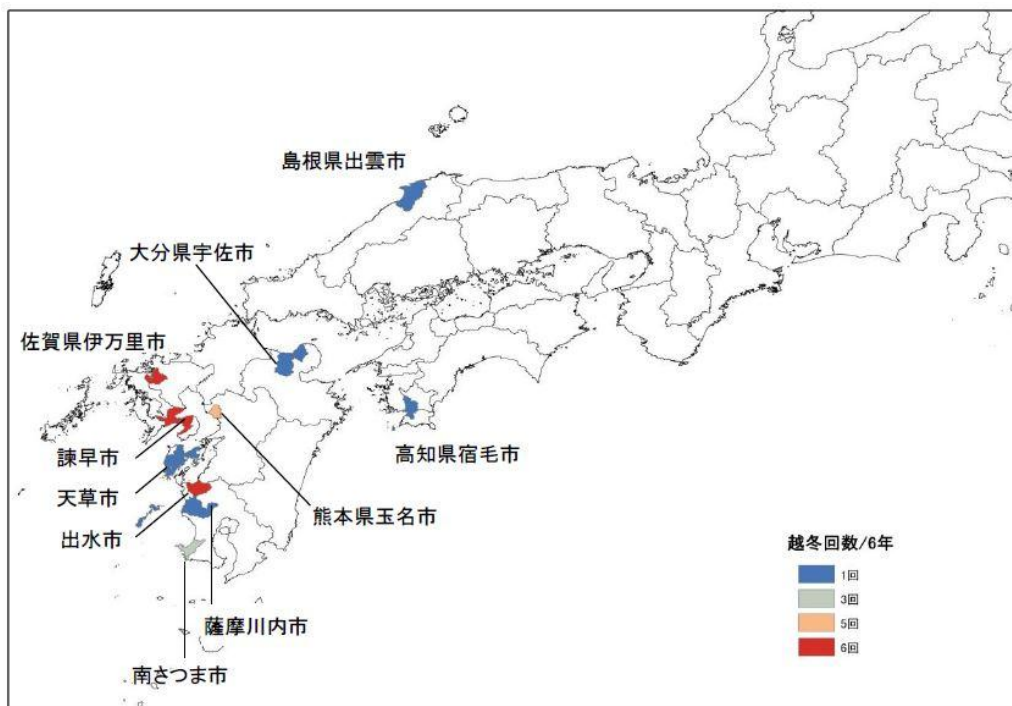 島根県出雲市
大分県宇佐市
佐賀県伊万里市
諫早市
天草市
出水市
高知県宿毛市
熊本県玉名市
薩摩川内市
南さつま市
越冬回数/6年
1回
3回
5回
6回